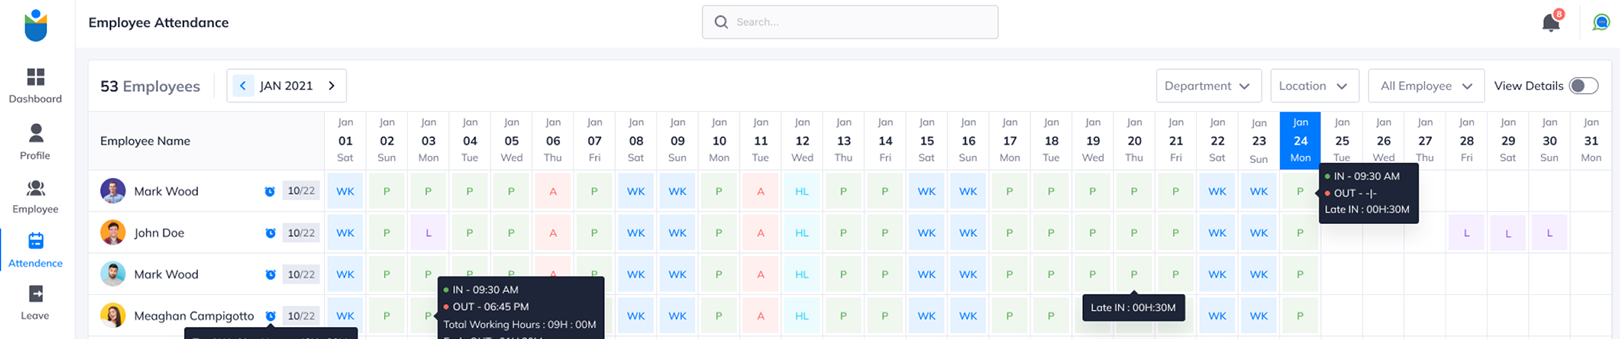 Employee Attendance
Search...
8
53 Employees
JAN 2021
Department
Location
All Employee
View Details
Dashboard
Profile
Employee
Attendence
Leave
Employee Name
Jan Jan Jan Jan Jan Jan Jan Jan Jan Jan Jan Jan Jan Jan Jan Jan Jan Jan Jan Jan Jan Jan Jan Jan Jan Jan Jan Jan Jan Jan Jan
01 02 03 04 05 06 07 08 09 10 11 12 13 14 15 16 17 18 19 20 21 22 23 24 25 26 27 28 29 30 31
Sat Sun Mon Tue Wed Thu Fri Sat Sun Mon Tue Wed Thu Fri Sat Sun Mon Tue Wed Thu Fri Sat Sun Mon Tue Wed Thu Fri Sat Sun Mon
Mark Wood 10/22 WK P P P P A P WK WK P A HL P P WK WK P P P P P WK WK P
IN - 09:30 AM
OUT - -|-
Late IN : 00H:30M
John Doe 10/22 WK P L P P A P WK WK P A HL P P WK WK P P P P P WK WK P L L L
Mark Wood 10/22 WK P P P P A P WK WK P A HL P P WK WK P P P P P WK WK P
IN - 09:30 AM
OUT - 06:45 PM
Total Working Hours : 09H : 00M
Late IN : 00H:30M
Meaghan Campigotto 10/22 WK P P P A HL P P WK WK P P P P P WK WK P